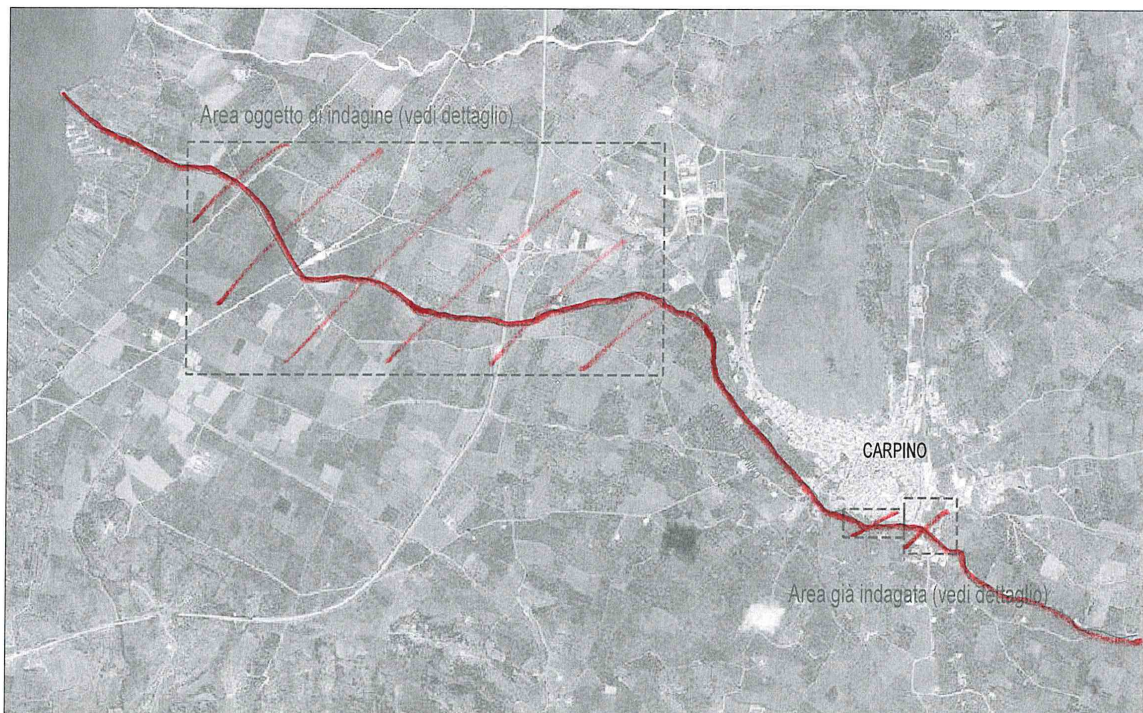 Area oggetto di indagine (vedi dettaglio)
CARPINO
Area già indagata (vedi dettaglio)